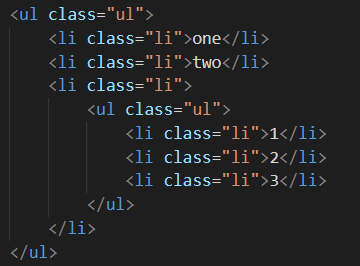 <ul class="ul">
    <li class="li">one</li>
    <li class="li">two</li>
    <li class="li">
        <ul class="ul">
            <li class="li">1</li>
            <li class="li">2</li>
            <li class="li">3</li>
        </ul>
    </li>
</ul>